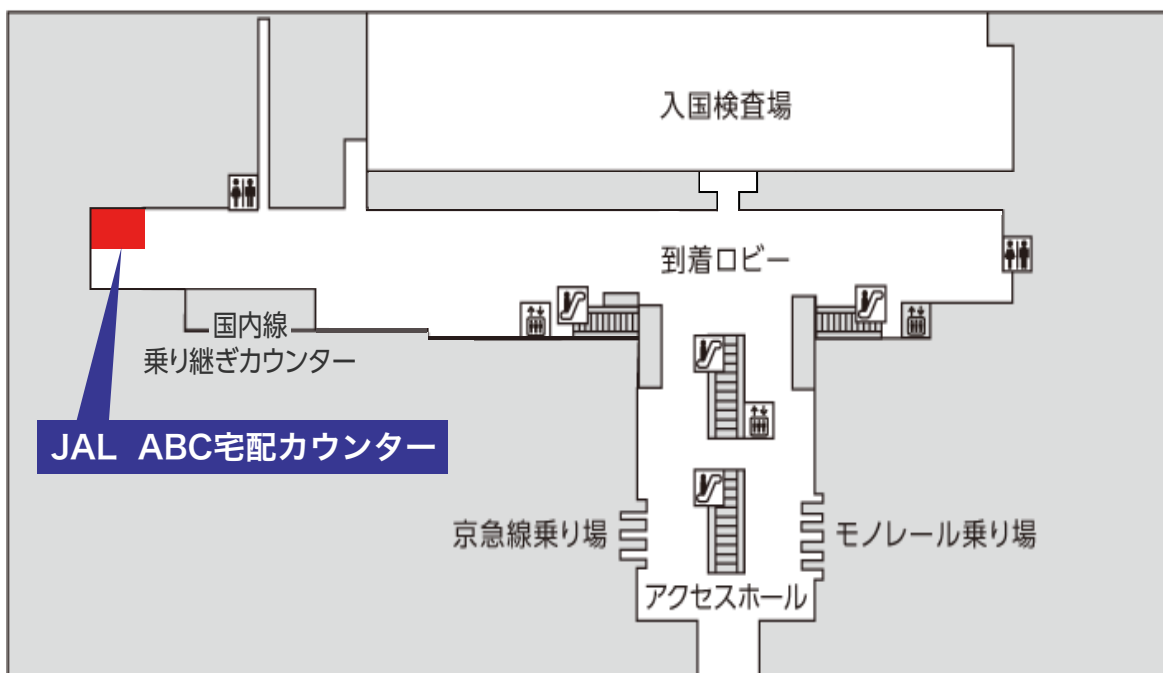 入国検査場
到着ロビー
国内線
乗り継ぎカウンター
JAL ABC宅配カウンター
京急線乗り場
モノレール乗り場
アクセスホール